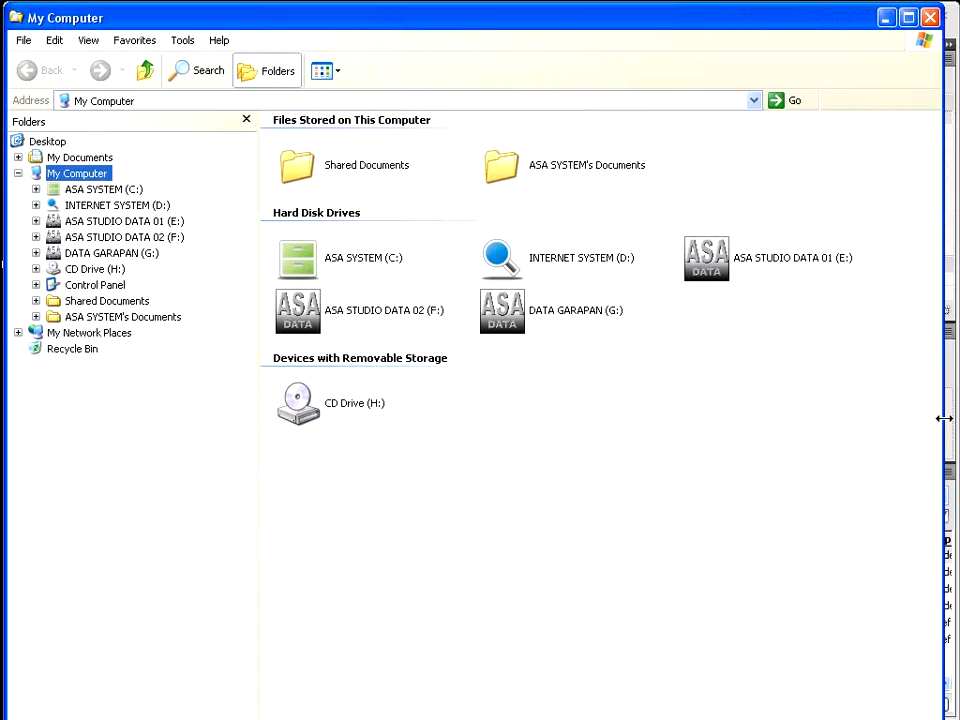 My Computer
File Edit View Favorites Tools Help
Back Search Folders
Address My Computer Go
Folders
Desktop
My Documents
My Computer
ASA SYSTEM (C:)
INTERNET SYSTEM (D:)
ASA STUDIO DATA 01 (E:)
ASA STUDIO DATA 02 (F:)
DATA GARAPAN (G:)
CD Drive (H:)
Control Panel
Shared Documents
ASA SYSTEM's Documents
My Network Places
Recycle Bin
Files Stored on This Computer
Shared Documents ASA SYSTEM's Documents
Hard Disk Drives
ASA SYSTEM (C:) INTERNET SYSTEM (D:) ASA DATA ASA STUDIO DATA 01 (E:)
ASA DATA ASA STUDIO DATA 02 (F:) ASA DATA DATA GARAPAN (G:)
Devices with Removable Storage
CD Drive (H:)